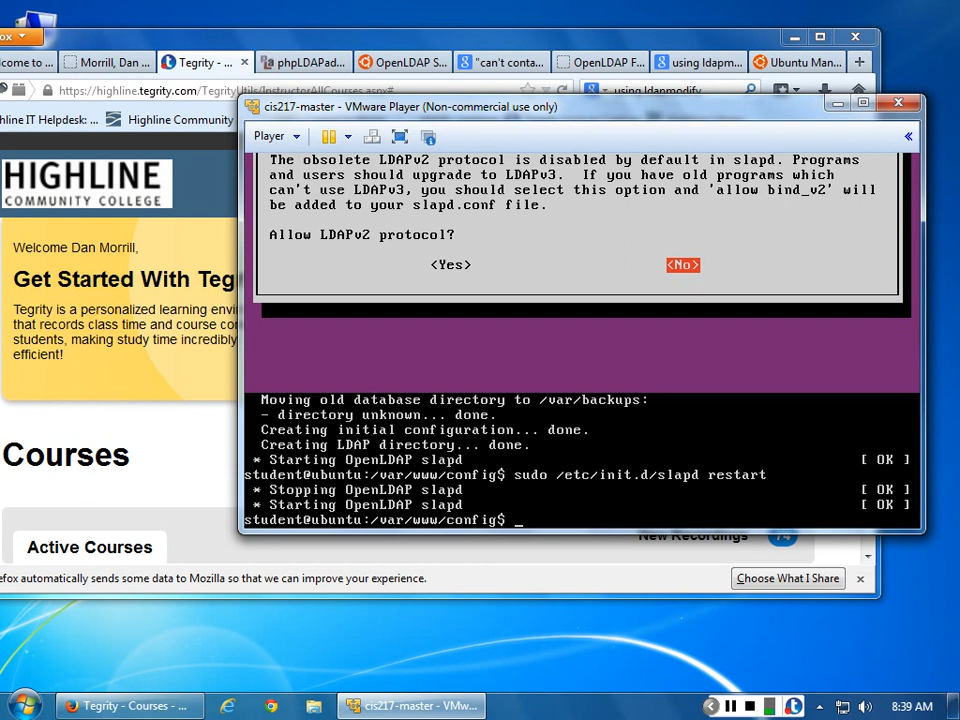 ox
lcome to ...
Morrill, Dan ...
Tegrity - ...
phpLDAPad...
OpenLDAP S...
"can't conta...
OpenLDAP F...
using ldapm...
Ubuntu Man...
https://highline.tegrity.com/TegrityUtils/InstructorAllCourses.aspx#
using ldapmodify
hline IT Helpdesk: ...
Highline Community
HIGHLINE
COMMUNITY COLLEGE
Welcome Dan Morrill,
Get Started With Teg
Tegrity is a personalized learning envi
that records class time and course co
students, making study time incredibly
efficient!
Courses
Active Courses
New Recordings
74
efox automatically sends some data to Mozilla so that we can improve your experience.
Choose What I Share
cis217-master - VMware Player (Non-commercial use only)
Player
The obsolete LDAPv2 protocol is disabled by default in slapd. Programs
and users should upgrade to LDAPv3.  If you have old programs which
can't use LDAPv3, you should select this option and 'allow bind_v2' will
be added to your slapd.conf file.
Allow LDAPv2 protocol?
<Yes>
<No>
Moving old database directory to /var/backups:
- directory unknown... done.
Creating initial configuration... done.
Creating LDAP directory... done.
* Starting OpenLDAP slapd [ OK ]
student@ubuntu:/var/www/config$ sudo /etc/init.d/slapd restart
* Stopping OpenLDAP slapd [ OK ]
* Starting OpenLDAP slapd [ OK ]
student@ubuntu:/var/www/config$ _
Tegrity - Courses - ...
cis217-master - VMw...
8:39 AM